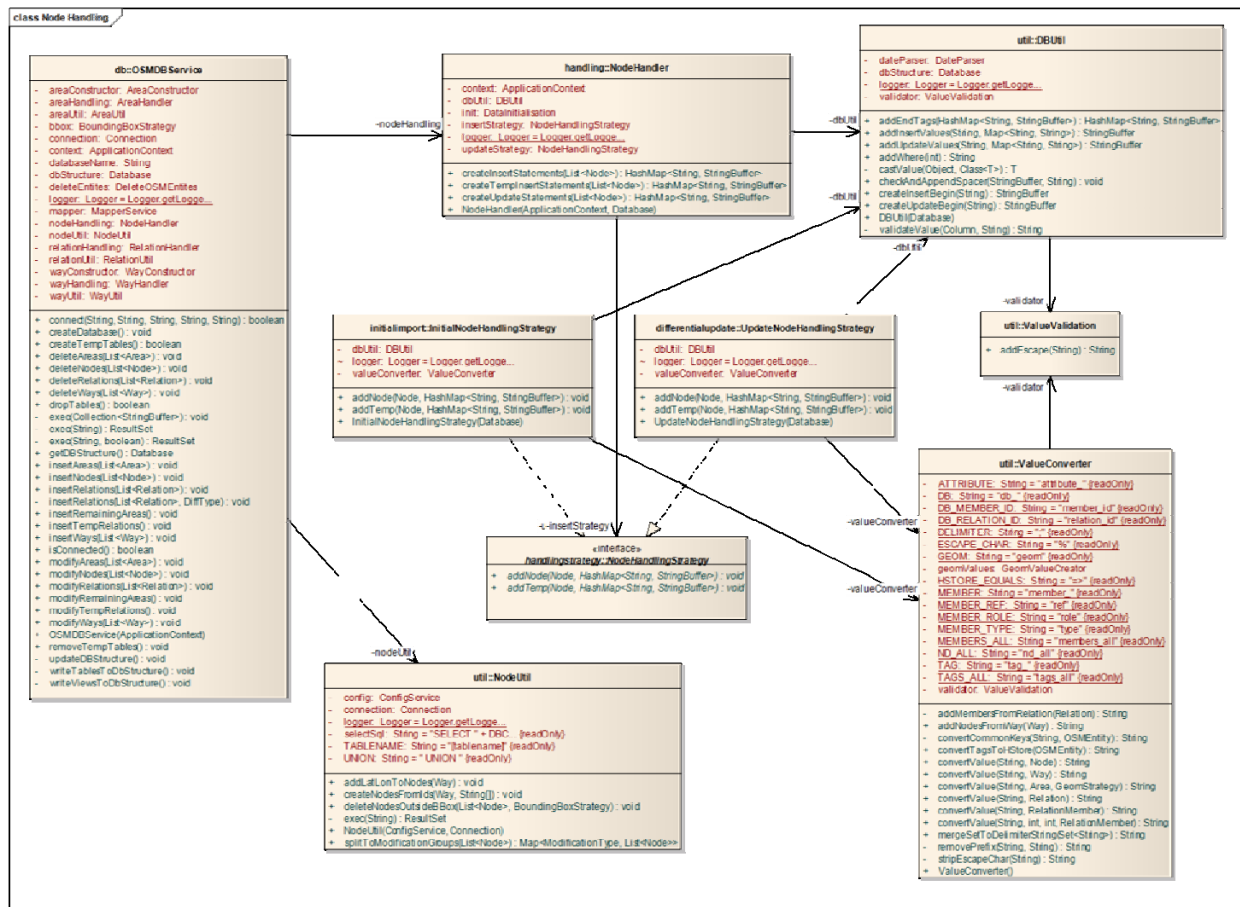 class Node Handling
db::OSMDBService
- areaConstructor: AreaConstructor
- areaHandling: AreaHandler
- areaUtil: AreaUtil
- bbox: BoundingBoxStrategy
- connection: Connection
- context: ApplicationContext
- databaseName: String
- dbStructure: Database
- deleteEntites: DeleteOSMEntites
- logger: Logger = Logger.getLogge...
- mapper: MapperService
- nodeHandling: NodeHandler
- nodeUtil: NodeUtil
- relationHandling: RelationHandler
- relationUtil: RelationUtil
- wayConstructor: WayConstructor
- wayHandling: WayHandler
- wayUtil: WayUtil
+ connect(String, String, String, String, String) : boolean
+ createDatabase() : void
+ createTempTables() : boolean
+ deleteAreas(List<Area>) : void
+ deleteNodes(List<Node>) : void
+ deleteRelations(List<Relation>) : void
+ deleteWays(List<Way>) : void
+ dropTables() : boolean
- exec(Collection<StringBuffer>) : void
exec(String) : ResultSet
- exec(String, boolean) : ResultSet
+ getDBStructure() : Database
+ insertAreas(List<Area>) : void
+ insertNodes(List<Node>) : void
+ insertRelations(List<Relation>) : void
- insertRelations(List<Relation>, DiffType) : void
+ insertRemainingAreas() : void
+ insertTempRelations() : void
+ insertWays(List<Way>) : void
+ isConnected() : boolean
+ modifyAreas(List<Area>) : void
+ modifyNodes(List<Node>) : void
+ modifyRelations(List<Relation>) : void
+ modifyRemainingAreas() : void
+ modifyTempRelations() : void
+ modifyWays(List<Way>) : void
+ OSMDBService(ApplicationContext)
+ removeTempTables() : void
- updateDBStructure() : void
- writeTablesToDbStructure() : void
- writeViewsToDbStructure() : void
-nodeHandling
handling::NodeHandler
- context: ApplicationContext
- dbUtil: DBUtil
- init: DataInitialisation
- insertStrategy: NodeHandlingStrategy
- logger: Logger = Logger.getLogge...
- updateStrategy: NodeHandlingStrategy
+ createInsertStatements(List<Node>) : HashMap<String, StringBuffer>
+ createTempInsertStatements(List<Node>) : HashMap<String, StringBuffer>
+ createUpdateStatements(List<Node>) : HashMap<String, StringBuffer>
+ NodeHandler(ApplicationContext, Database)
-dbUtil
-dbUtil
-dbUtil
util::DBUtil
- dateParser: DateParser
- dbStructure: Database
- logger: Logger = Logger.getLogge...
- validator: ValueValidation
+ addEndTags(HashMap<String, StringBuffer>) : HashMap<String, StringBuffer>
+ addInsertValues(String, Map<String, String>) : StringBuffer
+ addUpdateValues(String, Map<String, String>) : StringBuffer
+ addWhere(int) : String
- castValue(Object, Class<T>) : T
+ checkAndAppendSpacer(StringBuffer, String) : void
+ createInsertBegin(String) : StringBuffer
+ createUpdateBegin(String) : StringBuffer
+ DBUtil(Database)
- validateValue(Column, String) : String
-validator
util::ValueValidation
+ addEscape(String) : String
-validator
initialimport::InitialNodeHandlingStrategy
- dbUtil: DBUtil
~ logger: Logger = Logger.getLogge...
- valueConverter: ValueConverter
+ addNode(Node, HashMap<String, StringBuffer>) : void
+ addTemp(Node, HashMap<String, StringBuffer>) : void
+ InitialNodeHandlingStrategy(Database)
differentialupdate::UpdateNodeHandlingStrategy
- dbUtil: DBUtil
~ logger: Logger = Logger.getLogge...
- valueConverter: ValueConverter
+ addNode(Node, HashMap<String, StringBuffer>) : void
+ addTemp(Node, HashMap<String, StringBuffer>) : void
+ UpdateNodeHandlingStrategy(Database)
-insertStrategy
«interface»
handlingstrategy::NodeHandlingStrategy
+ addNode(Node, HashMap<String, StringBuffer>) : void
+ addTemp(Node, HashMap<String, StringBuffer>) : void
-valueConverter
-valueConverter
util::ValueConverter
- ATTRIBUTE: String = "attribute_" {readOnly}
- DB: String = "db_" {readOnly}
- DB_MEMBER_ID: String = "member_id" {readOnly}
- DB_RELATION_ID: String = "relation_id" {readOnly}
- DELIMITER: String = ";" {readOnly}
- ESCAPE_CHAR: String = "%" {readOnly}
- GEOM: String = "geom" {readOnly}
- geomValues: GeomValueCreator
- HSTORE_EQUALS: String = "=>" {readOnly}
- MEMBER: String = "member_" {readOnly}
- MEMBER_REF: String = "ref" {readOnly}
- MEMBER_ROLE: String = "role" {readOnly}
- MEMBER_TYPE: String = "type" {readOnly}
- MEMBERS_ALL: String = "members_all" {readOnly}
- ND_ALL: String = "nd_all" {readOnly}
- TAG: String = "tag_" {readOnly}
- TAGS_ALL: String = "tags_all" {readOnly}
- validator: ValueValidation
- addMembersFromRelation(Relation) : String
- addNodesFromWay(Way) : String
- convertCommonKeys(String, OSMEntity) : String
- convertTagsToHStore(OSMEntity) : String
+ convertValue(String, Node) : String
+ convertValue(String, Way) : String
+ convertValue(String, Area, GeomStrategy) : String
+ convertValue(String, Relation) : String
+ convertValue(String, RelationMember) : String
+ convertValue(String, int, int, RelationMember) : String
+ mergeSetToDelimiterString(Set<String>) : String
- removePrefix(String, String) : String
- stripEscapeChar(String) : String
+ ValueConverter()
-nodeUtil
util::NodeUtil
- config: ConfigService
- connection: Connection
- logger: Logger = Logger.getLogge...
- selectSql: String = "SELECT " + DBC... {readOnly}
- TABLENAME: String = "[tablename]" {readOnly}
- UNION: String = " UNION " {readOnly}
+ addLatLonToNodes(Way) : void
+ createNodesFromIds(Way, String[]) : void
+ deleteNodesOutsideBBox(List<Node>, BoundingBoxStrategy) : void
- exec(String) : ResultSet
+ NodeUtil(ConfigService, Connection)
+ splitToModificationGroups(List<Node>) : Map<ModificationType, List<Node>>